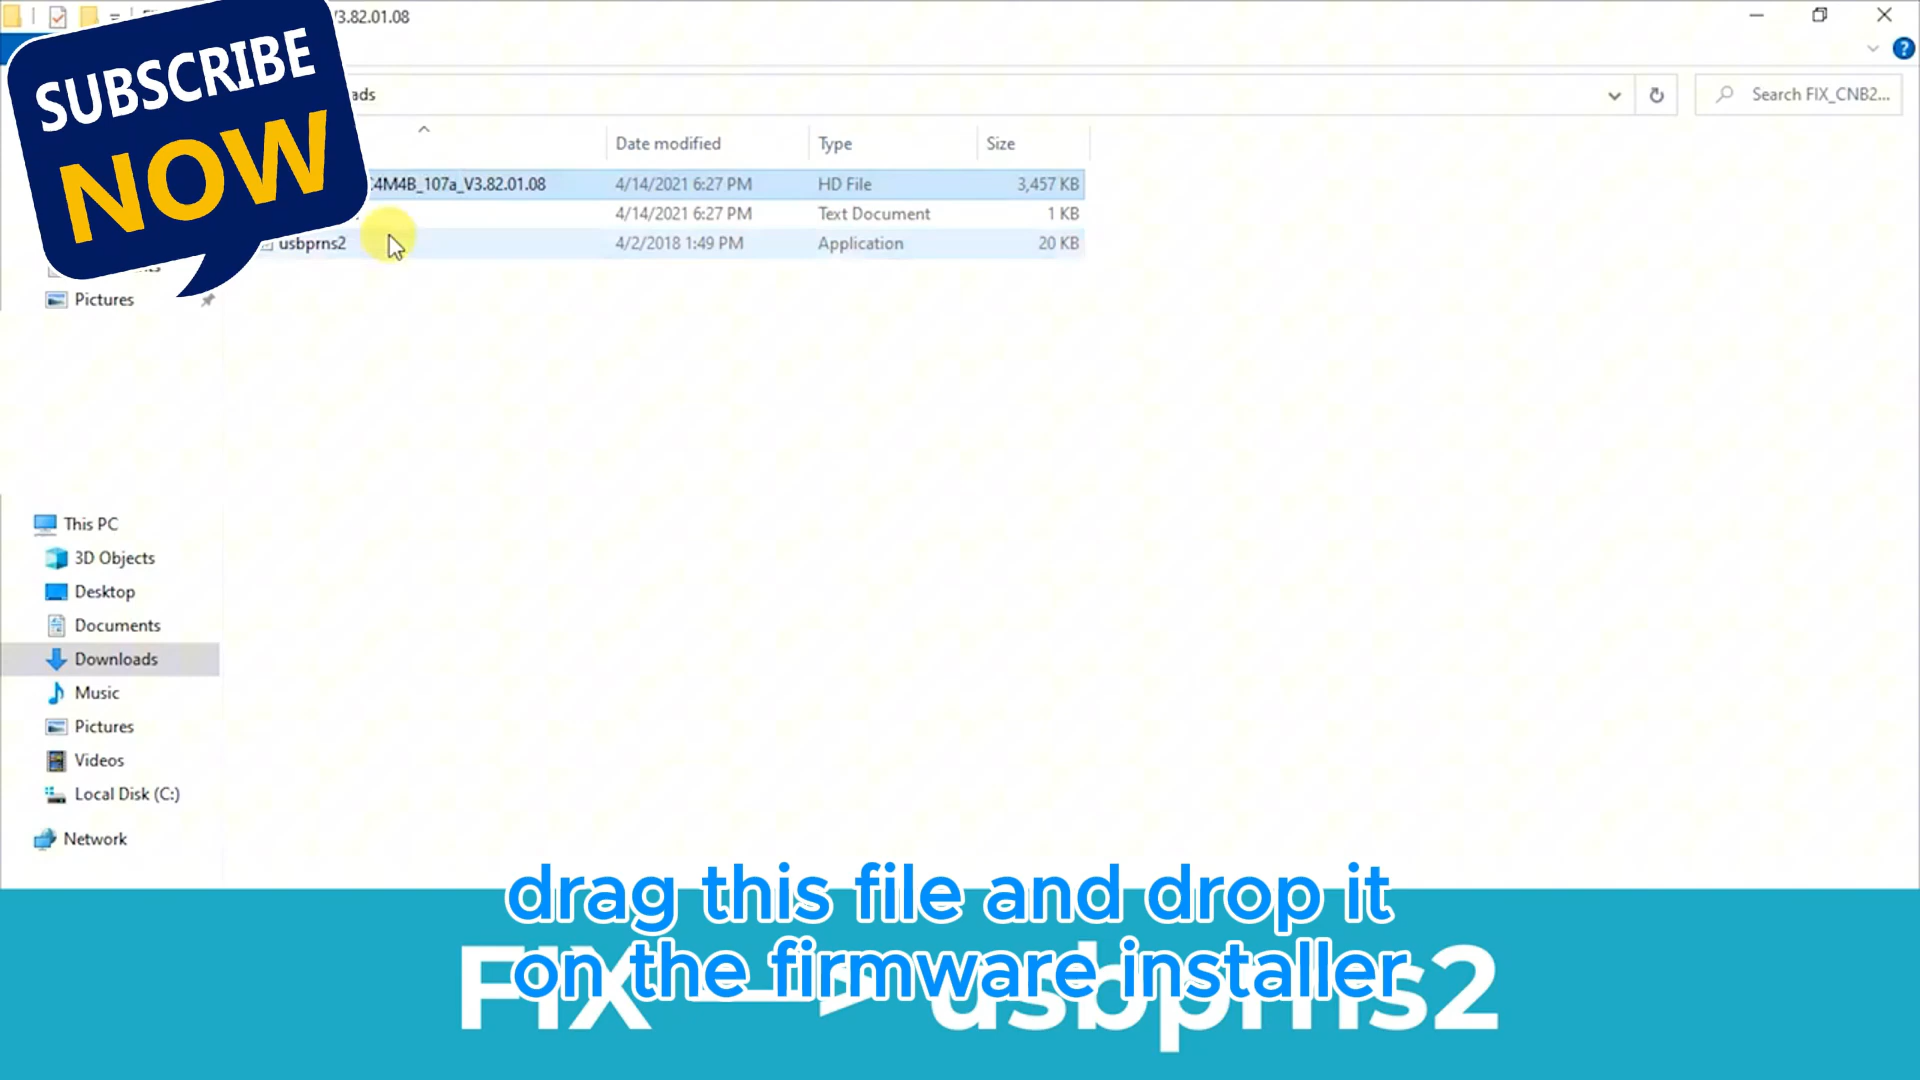 V3.82.01.08
SUBSCRIBE
NOW
ads
Search FIX_CNB2...
Date modified
Type
Size
C4M4B_107a_V3.82.01.08
4/14/2021 6:27 PM
HD File
3,457 KB
4/14/2021 6:27 PM
Text Document
1 KB
usbprns2
4/2/2018 1:49 PM
Application
20 KB
Pictures
This PC
3D Objects
Desktop
Documents
Downloads
Music
Pictures
Videos
Local Disk (C:)
Network
drag this file and drop it
on the firmware installer
FIX → usbprns2